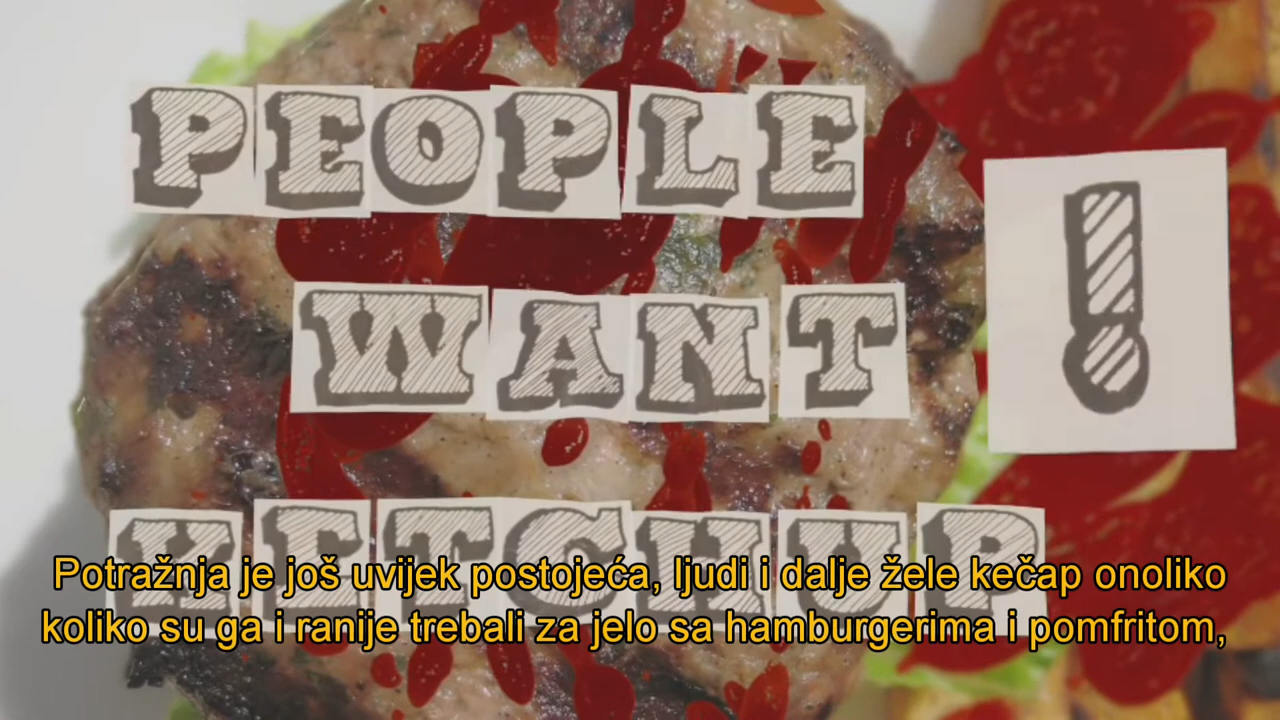 PEOPLE
WANT !
KETCHUP
Potražnja je još uvijek postojeća, ljudi i dalje žele kečap onoliko
koliko su ga i ranije trebali za jelo sa hamburgerima i pomfritom,